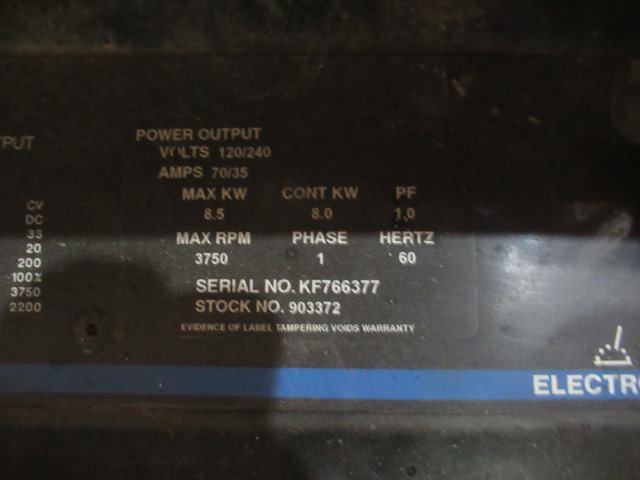 PUT
CV
DC
33
20
200
100%
3750
2200
POWER OUTPUT
VOLTS 120/240
AMPS 70/35
MAX KW CONT KW PF
8.5 8.0 1.0
MAX RPM PHASE HERTZ
3750 1 60
SERIAL NO. KF766377
STOCK NO. 903372
EVIDENCE OF LABEL TAMPERING VOIDS WARRANTY
ELECTRO